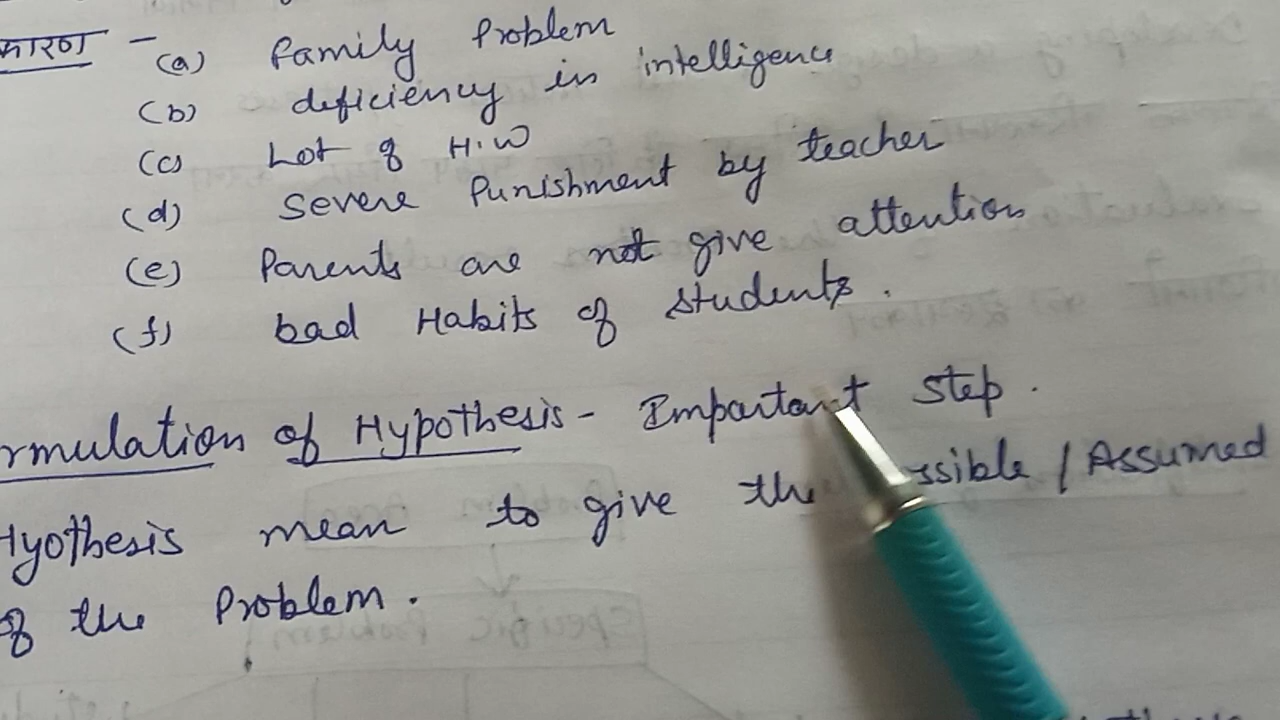 कारण - (a) Family Problem
(b) deficiency in intelligence
(c) Lot of H.W
(d) Severe Punishment by teacher
(e) Parents are not give attention
(f) bad Habits of students.
rmulation of Hypothesis - Important Step.
Hyothesis mean to give the ssible / Assumed
of the Problem.